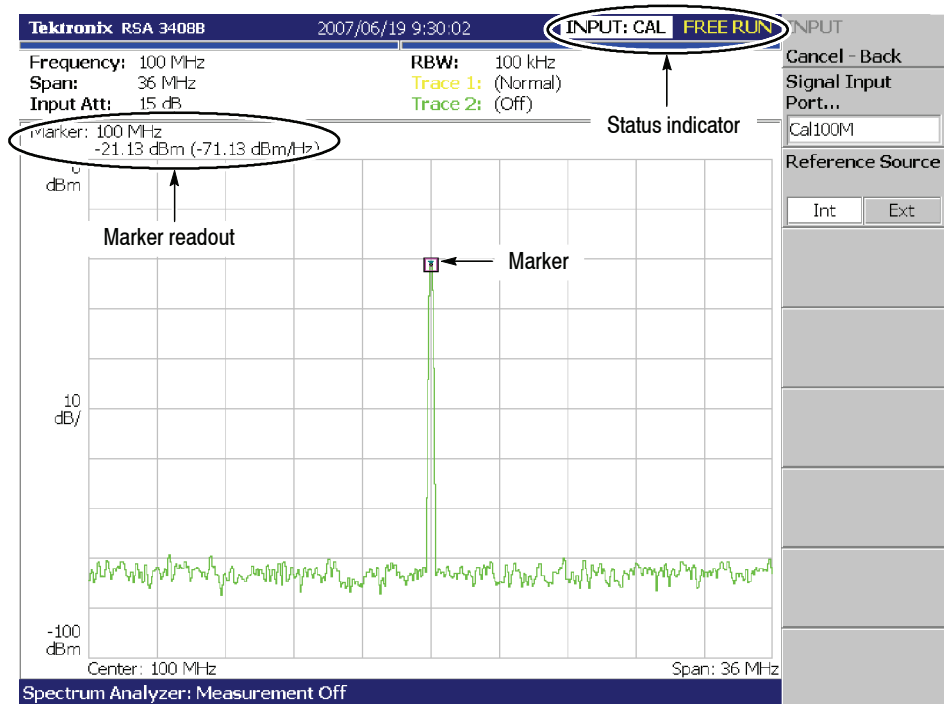 Tektronix RSA 3408B 2007/06/19 9:30:02 INPUT: CAL FREE RUN
INPUT
Cancel - Back
Frequency: 100 MHz
RBW: 100 kHz
Span: 36 MHz
Trace 1: (Normal)
Input Att: 15 dB
Trace 2: (Off)
Signal Input
Port...
Cal100M
Reference Source
Int Ext
Status indicator
Marker: 100 MHz
-21.13 dBm (-71.13 dBm/Hz)
0
dBm
Marker readout
Marker
10
dB/
-100
dBm
Center: 100 MHz
Span: 36 MHz
Spectrum Analyzer: Measurement Off